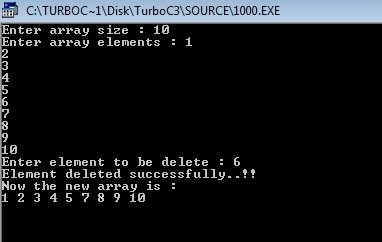 C:\TURBOC~1\Disk\TurboC3\SOURCE\1000.EXE
Enter array size : 10
Enter array elements : 1
2
3
4
5
6
7
8
9
10
Enter element to be delete : 6
Element deleted successfully..!!
Now the new array is :
1 2 3 4 5 7 8 9 10